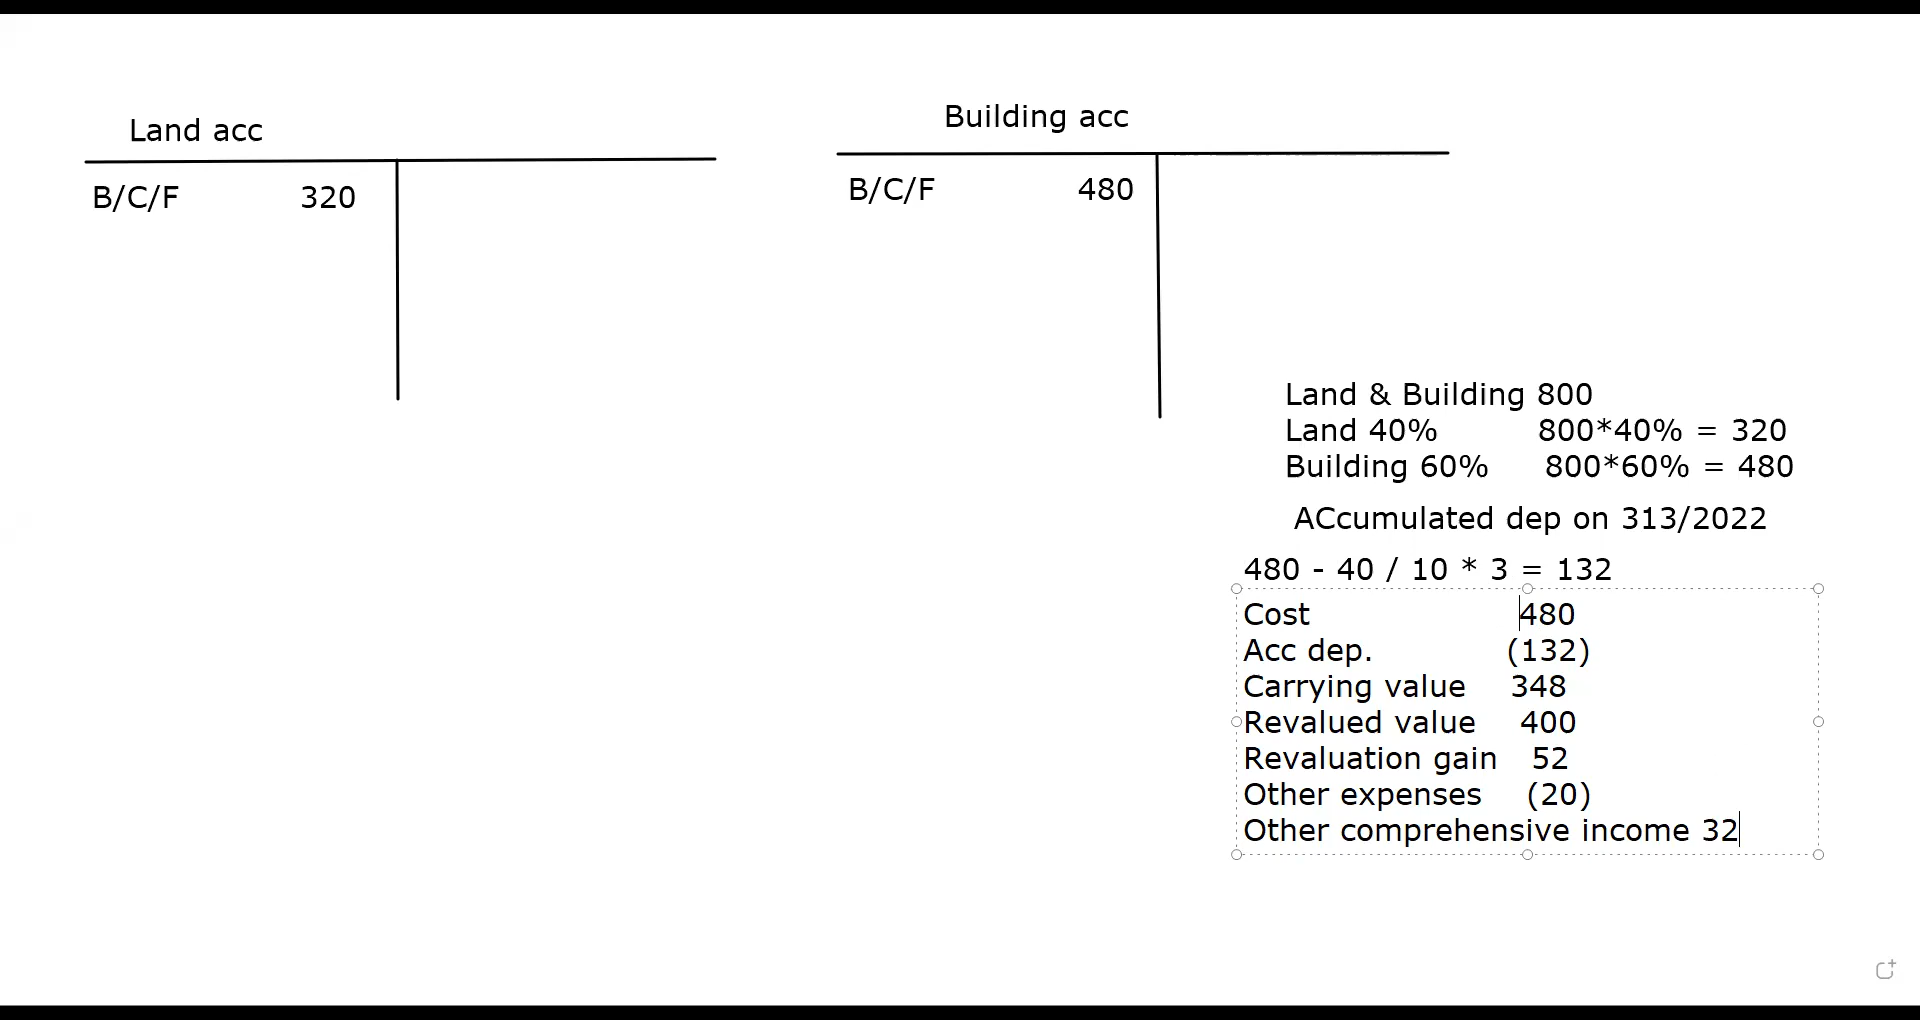 Land acc
B/C/F 320
Building acc
B/C/F 480
Land & Building 800
Land 40% 800*40% = 320
Building 60% 800*60% = 480
ACcumulated dep on 313/2022
480 - 40 / 10 * 3 = 132
Cost 480
Acc dep. (132)
Carrying value 348
Revalued value 400
Revaluation gain 52
Other expenses (20)
Other comprehensive income 32